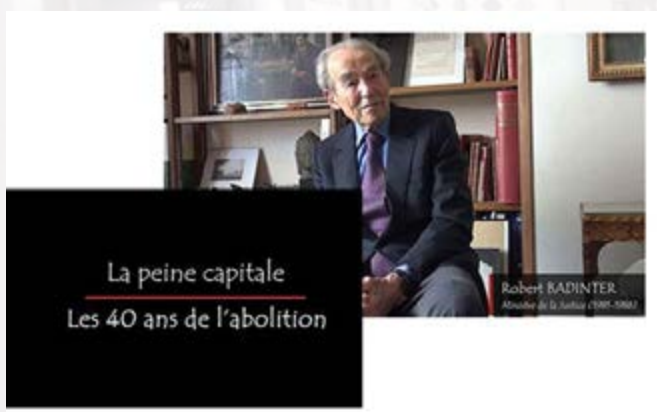 La peine capitale
Les 40 ans de l'abolition
Robert BADINTER
Ministre de la Justice (1981-1986)